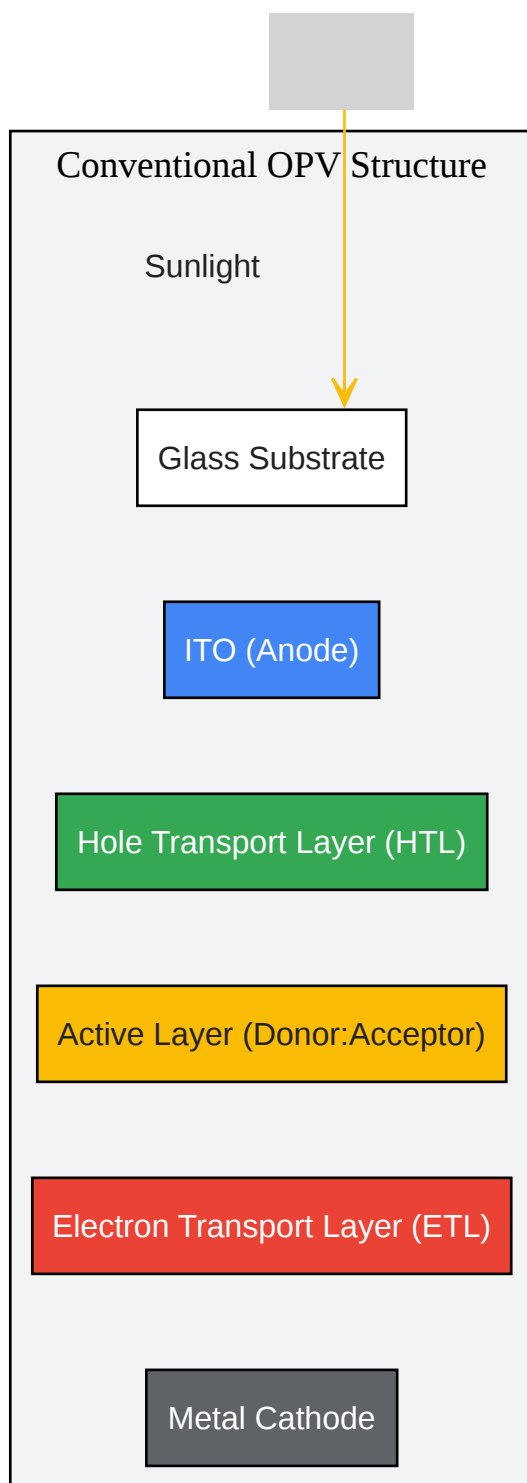 Conventional OPV Structure
Sunlight
Glass Substrate
ITO (Anode)
Hole Transport Layer (HTL)
Active Layer (Donor:Acceptor)
Electron Transport Layer (ETL)
Metal Cathode